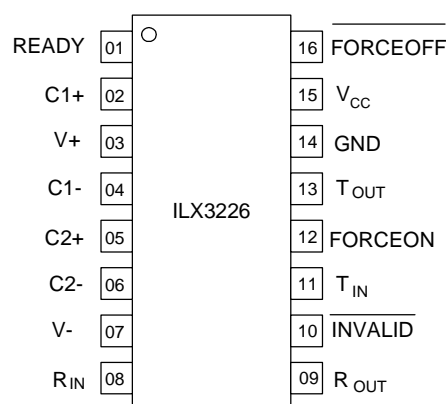 READY 01 16 FORCEOFF
C1+ 02 15 VCC
V+ 03 14 GND
C1- 04 13 TOUT
ILX3226
C2+ 05 12 FORCEON
C2- 06 11 TIN
V- 07 10 INVALID
RIN 08 09 ROUT